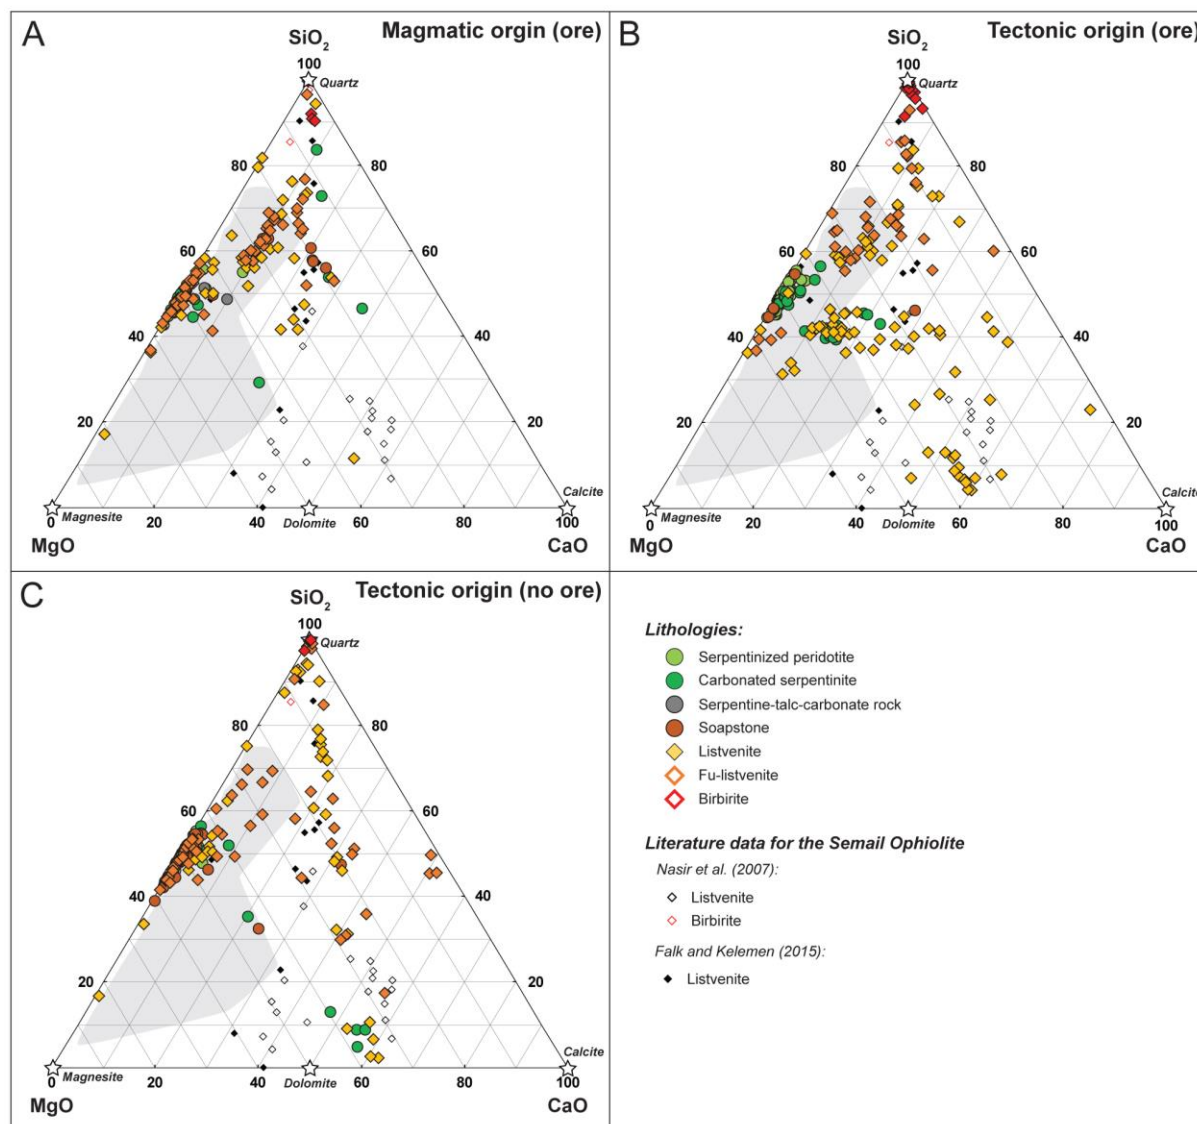 A
Magmatic orgin (ore)
SiO₂
100
Quartz
80
80
60
60
40
40
20
20
Calcite
0
Magnesite
20
40
Dolomite
60
80
100
MgO
CaO
B
Tectonic origin (ore)
SiO₂
100
Quartz
80
80
60
60
40
40
20
20
Calcite
0
Magnesite
20
40
Dolomite
60
80
100
MgO
CaO
C
Tectonic origin (no ore)
SiO₂
100
Quartz
80
80
60
60
40
40
20
20
Calcite
0
Magnesite
20
40
Dolomite
60
80
100
MgO
CaO
Lithologies:
Serpentinized peridotite
Carbonated serpentinite
Serpentine-talc-carbonate rock
Soapstone
Listvenite
Fu-listvenite
Birbirite
Literature data for the Semail Ophiolite
Nasir et al. (2007):
Listvenite
Birbirite
Falk and Kelemen (2015):
Listvenite